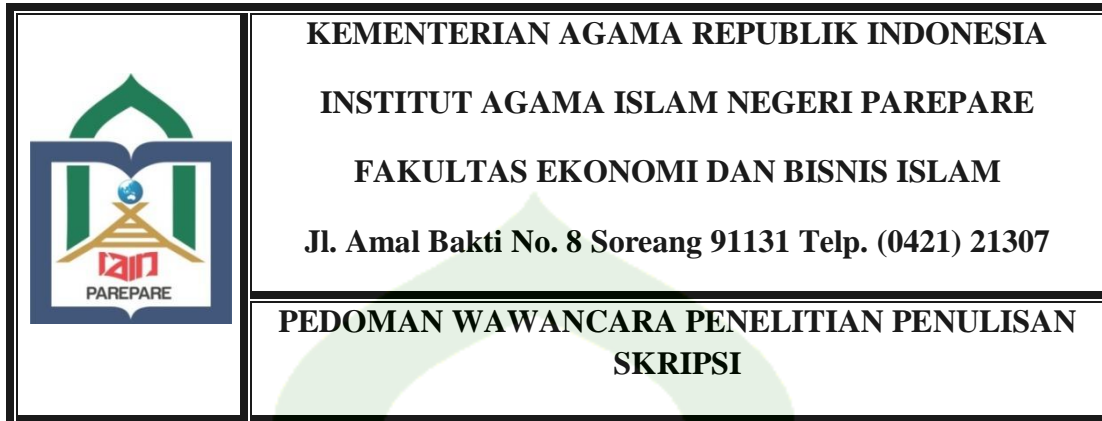 KEMENTERIAN AGAMA REPUBLIK INDONESIA
INSTITUT AGAMA ISLAM NEGERI PAREPARE
FAKULTAS EKONOMI DAN BISNIS ISLAM
Jl. Amal Bakti No. 8 Soreang 91131 Telp. (0421) 21307
IAIN
PAREPARE
PEDOMAN WAWANCARA PENELITIAN PENULISAN
SKRIPSI